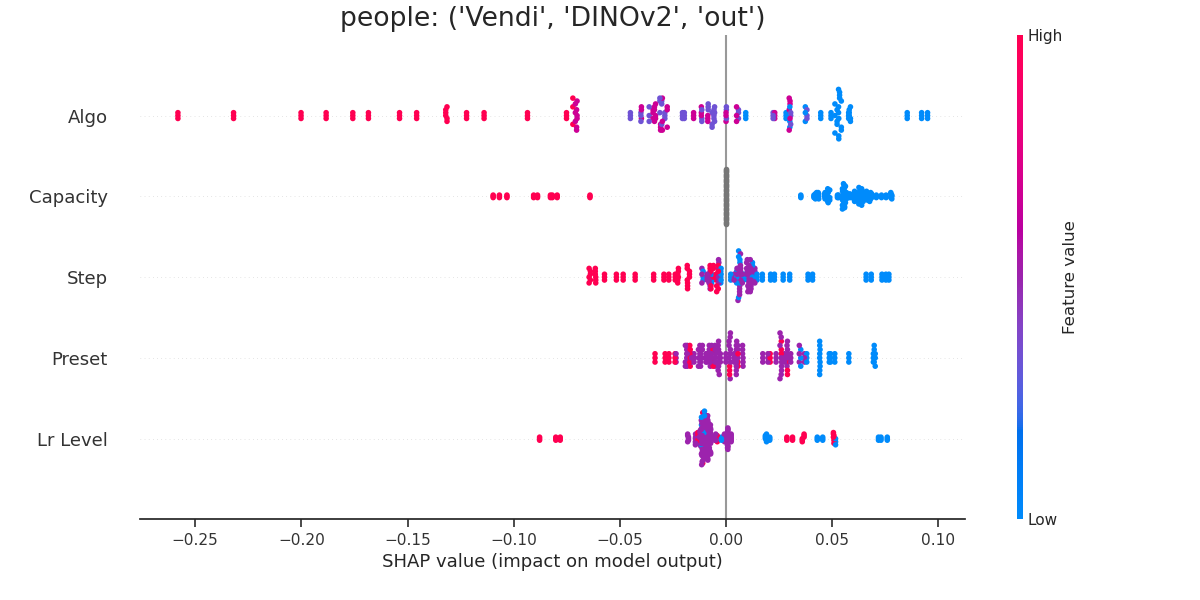 people: ('Vendi', 'DINOv2', 'out')
High
Algo
Capacity
Step
Preset
Lr Level
Feature value
Low
−0.25
−0.20
−0.15
−0.10
−0.05
0.00
0.05
0.10
SHAP value (impact on model output)